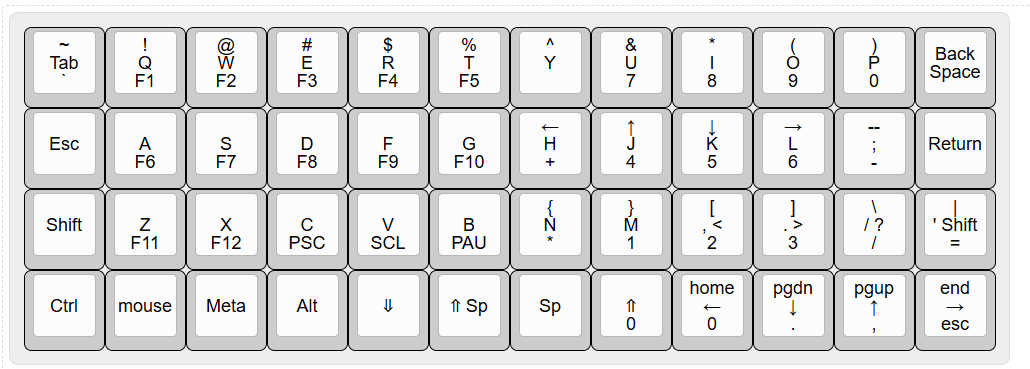 ~ ! @ # $ % ^ & * ( )
Tab Q W E R T Y U I O P Back Space
` F1 F2 F3 F4 F5 7 8 9 0
← ↑ ↓ → --
Esc A S D F G H J K L ; Return
F6 F7 F8 F9 F10 + 4 5 6 -
{ } [ ] \ |
Shift Z X C V B N M , < . > / ? ' Shift
F11 F12 PSC SCL PAU * 1 2 3 / =
home pgdn pgup end
Ctrl mouse Meta Alt ⇓ ⇑ Sp Sp ⇑ ← ↓ ↑ →
0 0 . , esc